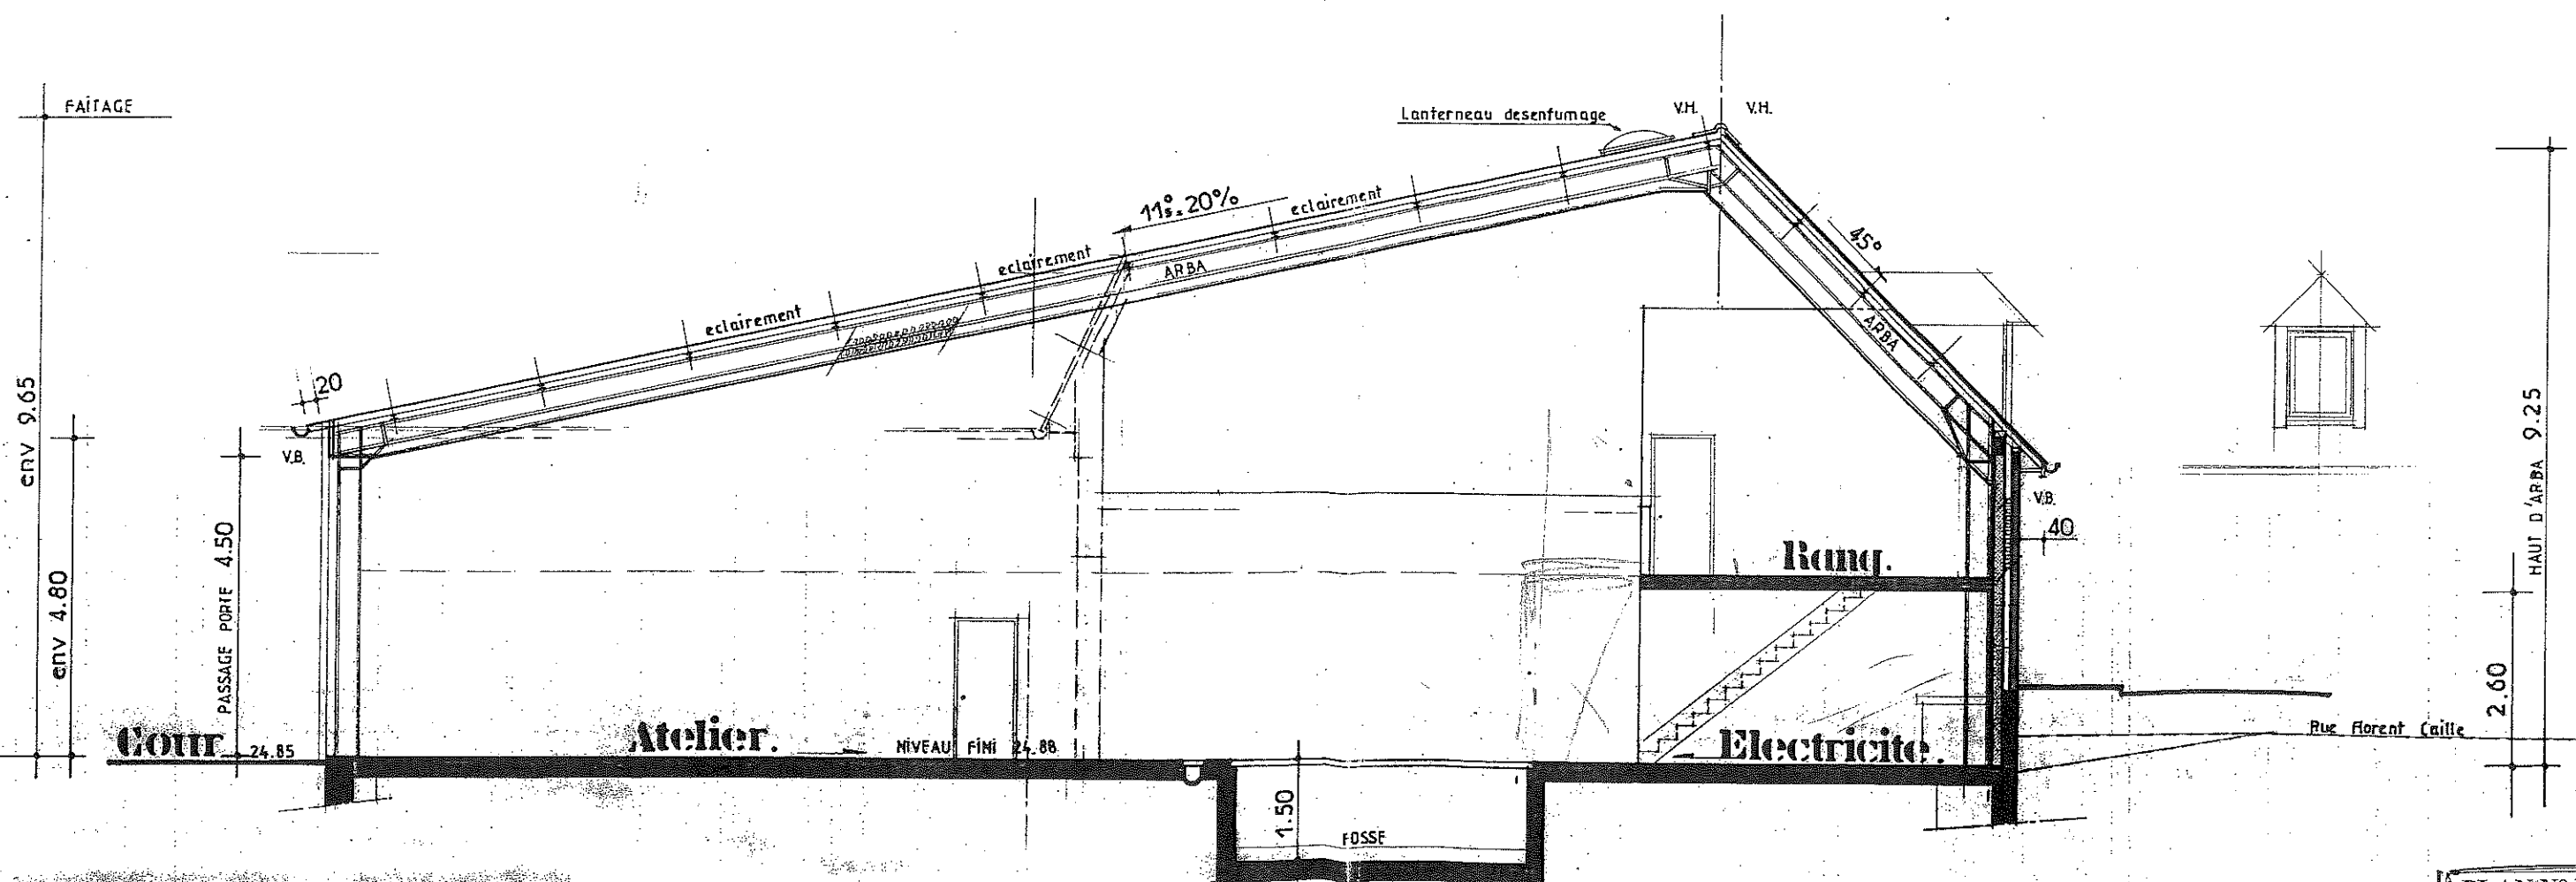 FAÎTAGE
Lanterneau desenfumage
V.H.
V.H.
11°s=20%
eclairement
eclairement
eclairement
ARBA
45°
ARBA
20
V.B.
env 9.65
env 4.80
PASSAGE PORTE 4.50
V.B.
40
HAUT D'ARBA 9.25
2.60
Rang.
Cour
24.85
Atelier.
NIVEAU FINI 24.88
Electricite.
Rue Florent Caille
1.50
FOSSE